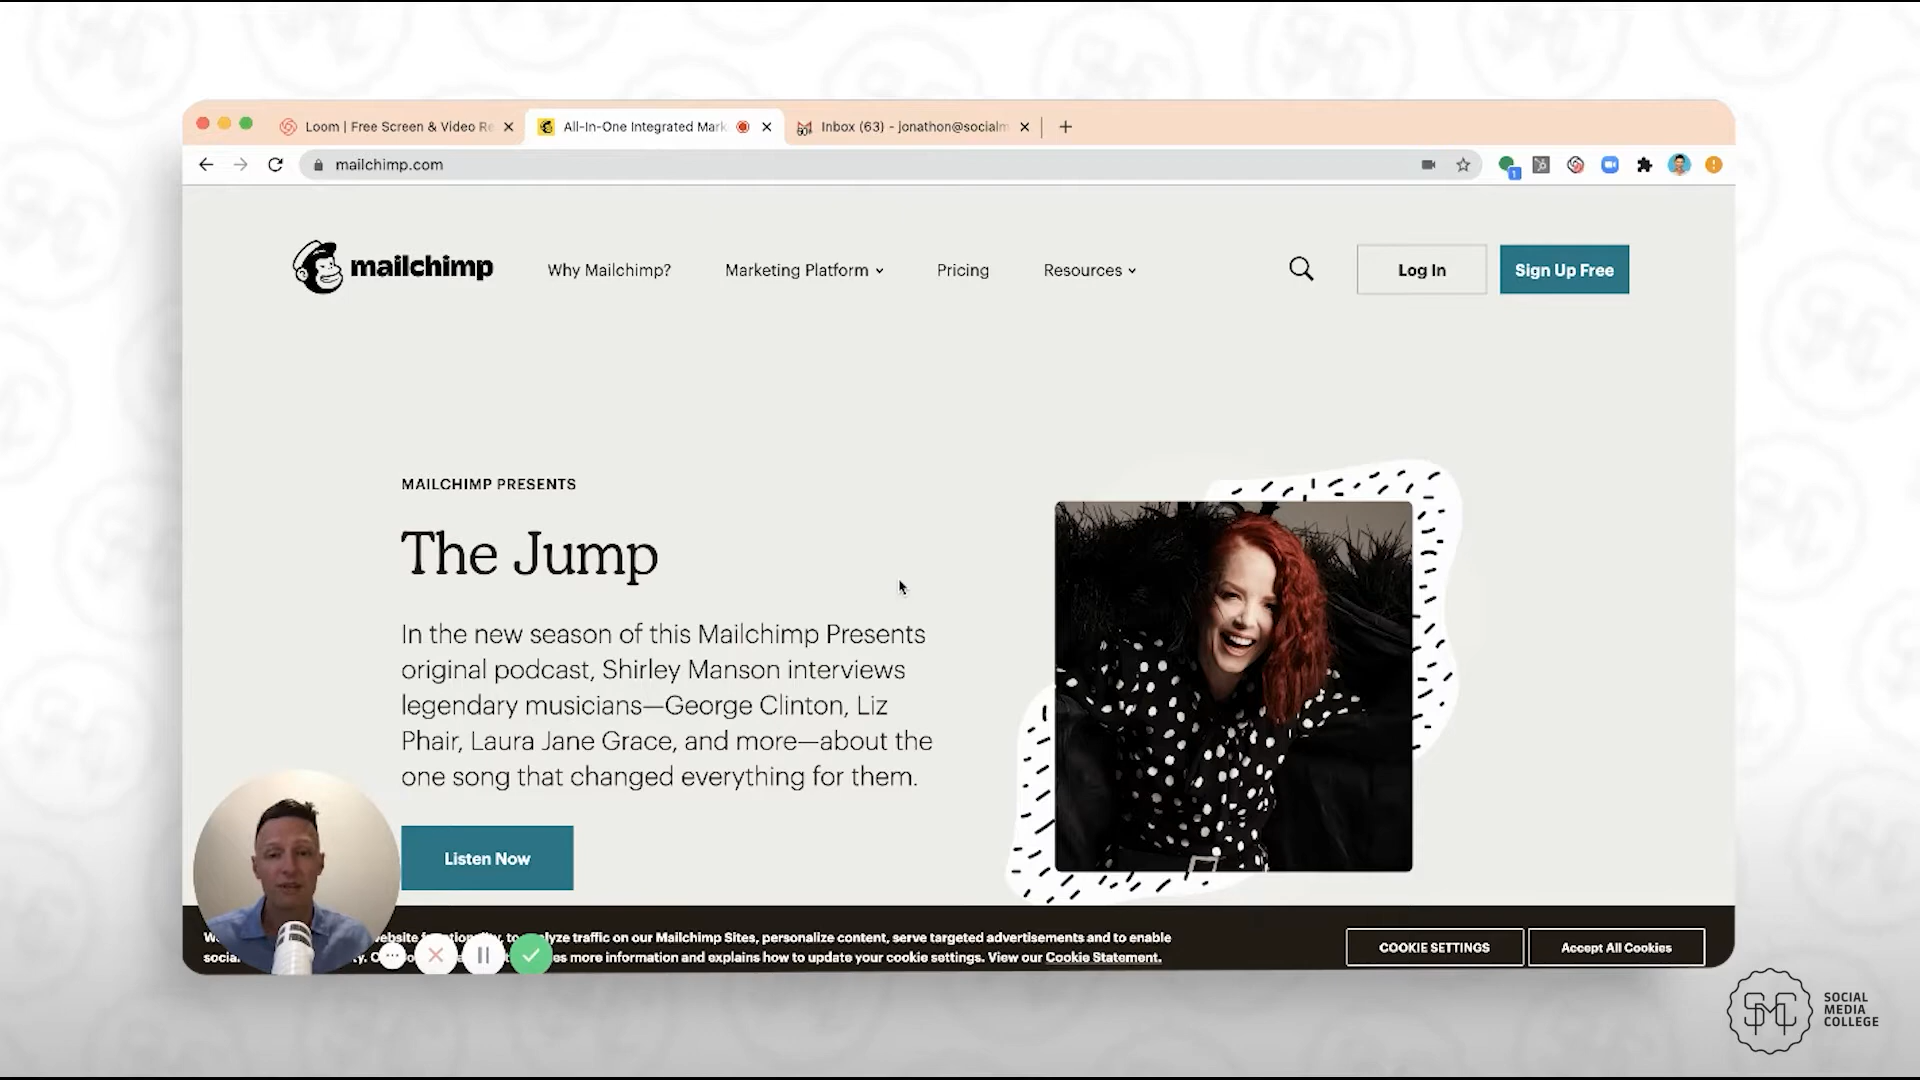 Loom | Free Screen & Video Re
All-In-One Integrated Mark
Inbox (63) - jonathon@socialm
mailchimp.com
1
mailchimp
Why Mailchimp?
Marketing Platform
Pricing
Resources
Log In
Sign Up Free
MAILCHIMP PRESENTS
The Jump
In the new season of this Mailchimp Presents
original podcast, Shirley Manson interviews
legendary musicians—George Clinton, Liz
Phair, Laura Jane Grace, and more—about the
one song that changed everything for them.
Listen Now
traffic on our Mailchimp Sites, personalize content, serve targeted advertisements and to enable
more information and explains how to update your cookie settings. View our Cookie Statement.
COOKIE SETTINGS
Accept All Cookies
SMC
SOCIAL
MEDIA
COLLEGE